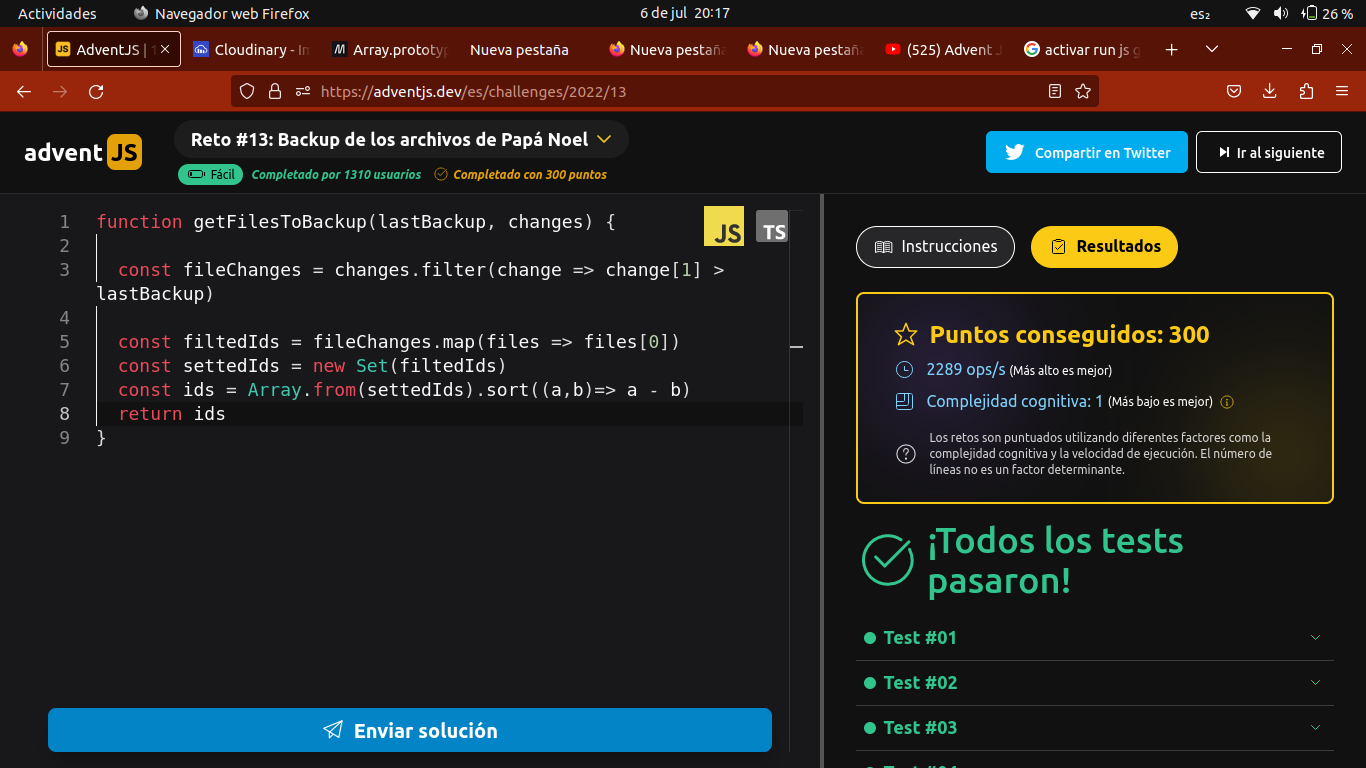 Actividades
Navegador web Firefox
6 de jul 20:17
es₂
26 %
AdventJS | 1
Cloudinary - Im
Array.prototyp
Nueva pestaña
Nueva pestaña
Nueva pestaña
(525) Advent J
activar run js g
https://adventjs.dev/es/challenges/2022/13
advent JS
Reto #13: Backup de los archivos de Papá Noel
Fácil
Completado por 1310 usuarios
Completado con 300 puntos
Compartir en Twitter
Ir al siguiente
1 function getFilesToBackup(lastBackup, changes) {
2
3 const fileChanges = changes.filter(change => change[1] >
lastBackup)
4
5 const filtedIds = fileChanges.map(files => files[0])
6 const settedIds = new Set(filtedIds)
7 const ids = Array.from(settedIds).sort((a,b)=> a - b)
8 return ids
9 }
JS
TS
Enviar solución
Instrucciones
Resultados
Puntos conseguidos: 300
2289 ops/s (Más alto es mejor)
Complejidad cognitiva: 1 (Más bajo es mejor)
Los retos son puntuados utilizando diferentes factores como la
complejidad cognitiva y la velocidad de ejecución. El número de
líneas no es un factor determinante.
¡Todos los tests
pasaron!
Test #01
Test #02
Test #03